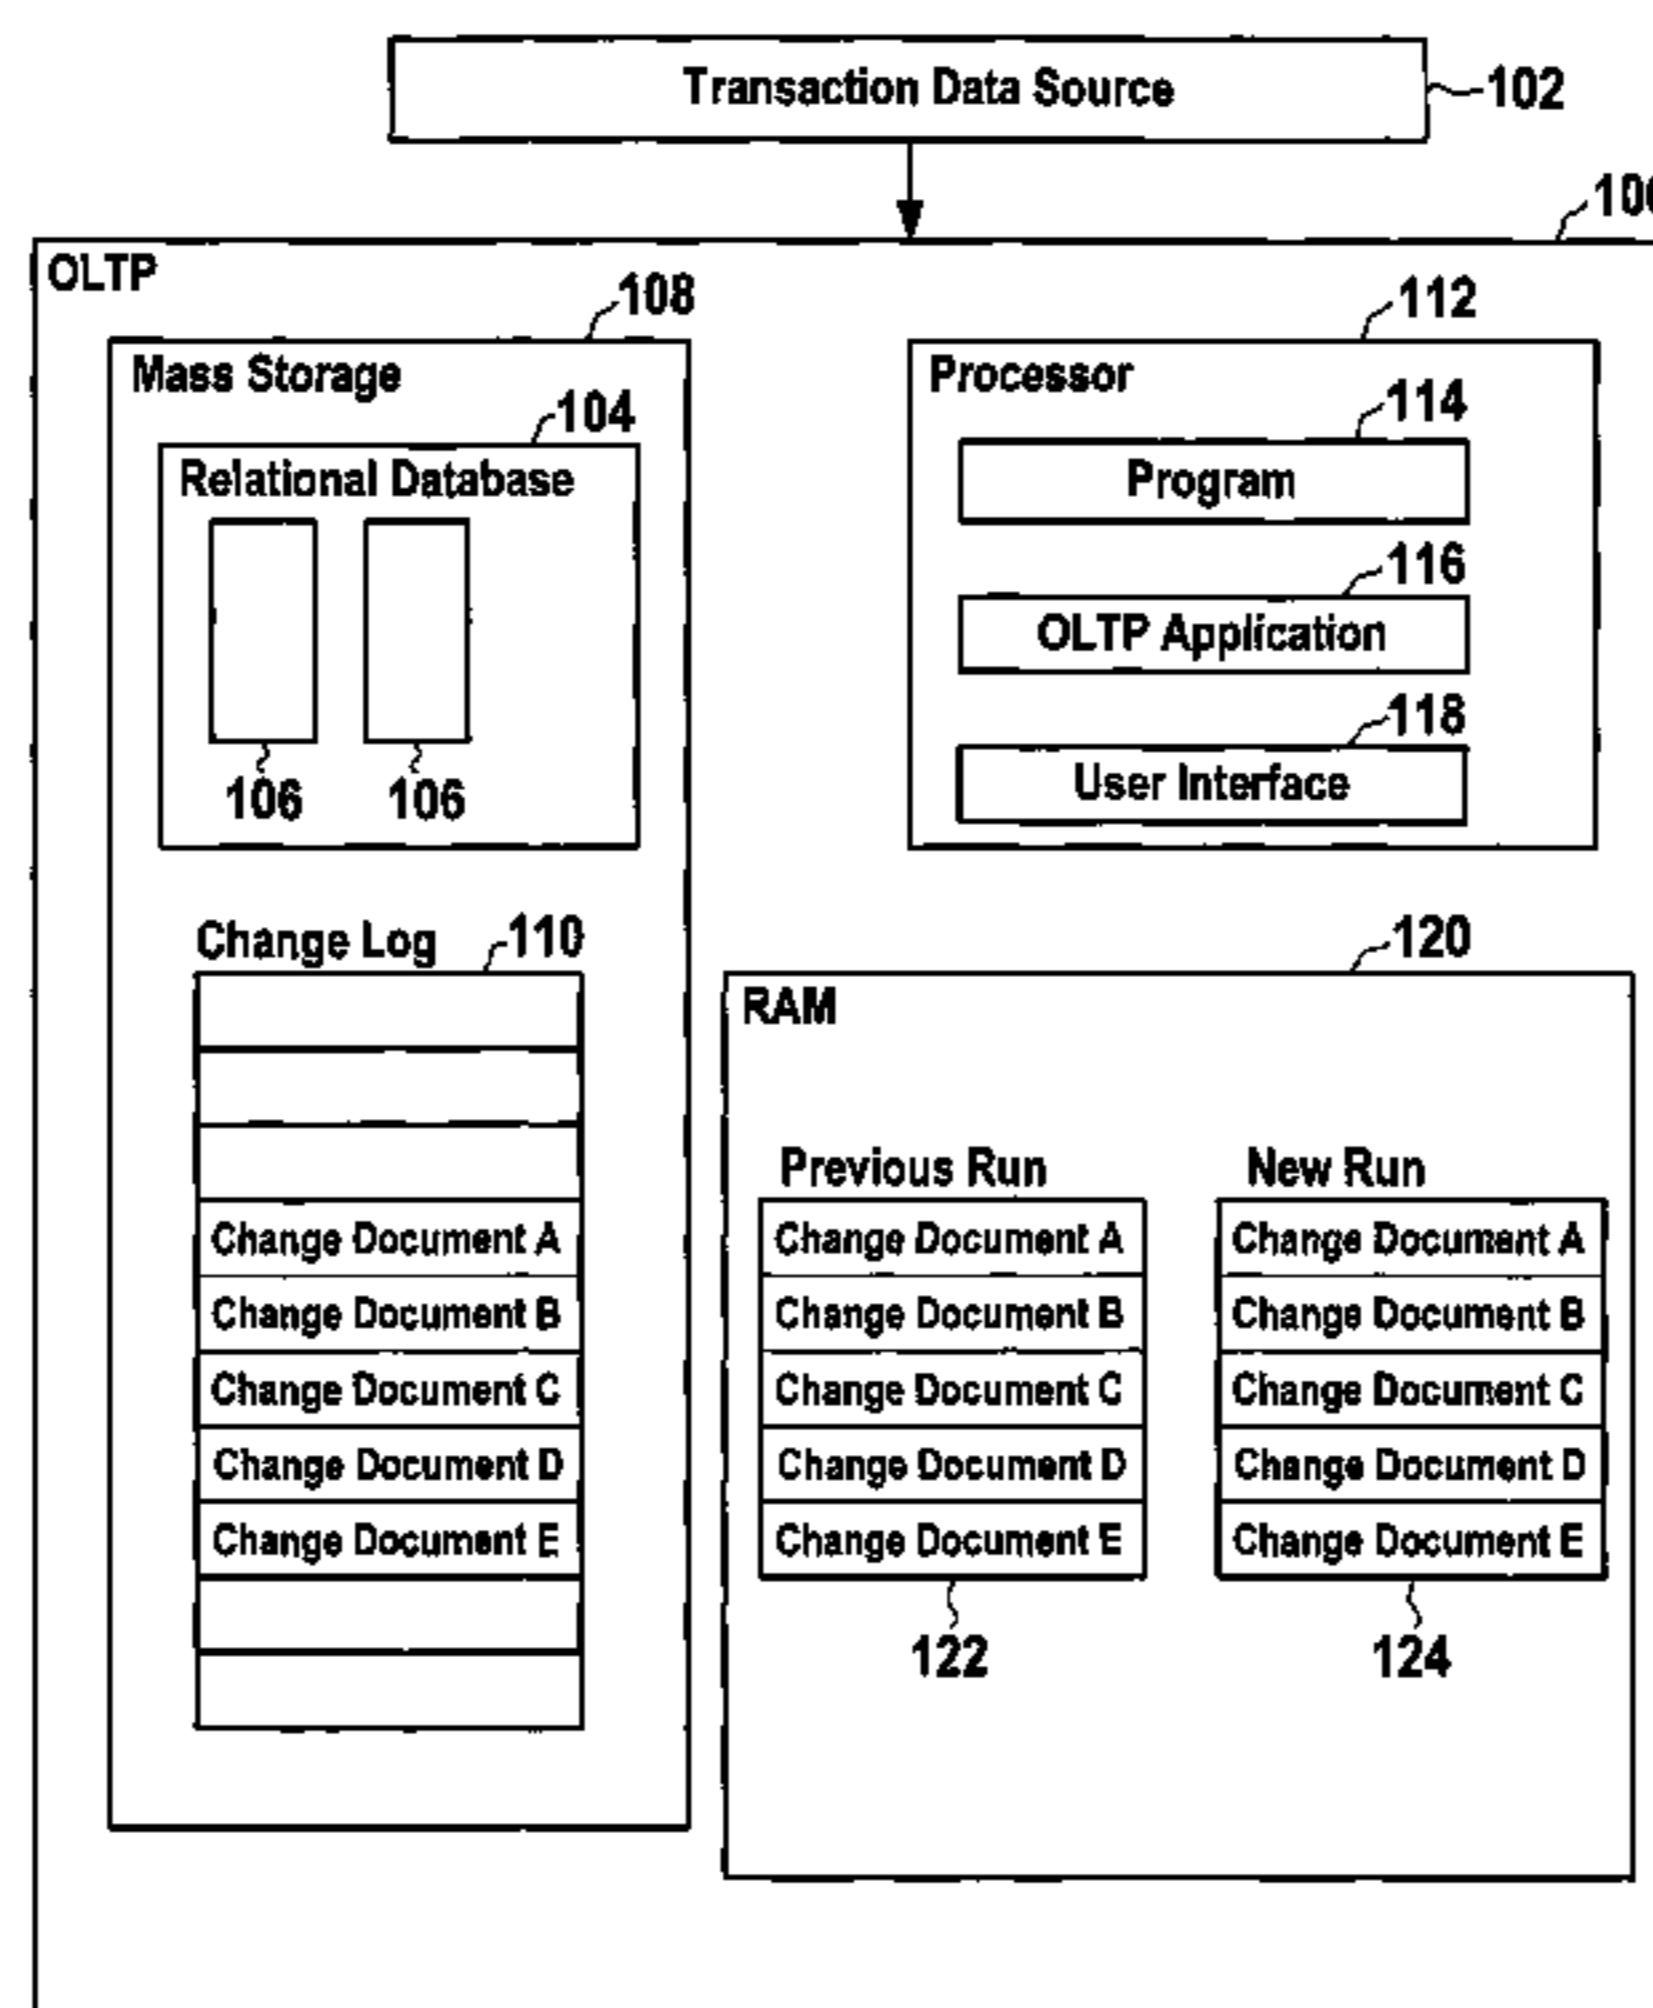 Transaction Data Source
102
OLTP
108
Mass Storage
104
Relational Database
106 106
Change Log
110
Change Document A
Change Document B
Change Document C
Change Document D
Change Document E
112
Processor
114
Program
116
OLTP Application
118
User Interface
120
RAM
Previous Run
Change Document A
Change Document B
Change Document C
Change Document D
Change Document E
122
New Run
Change Document A
Change Document B
Change Document C
Change Document D
Change Document E
124